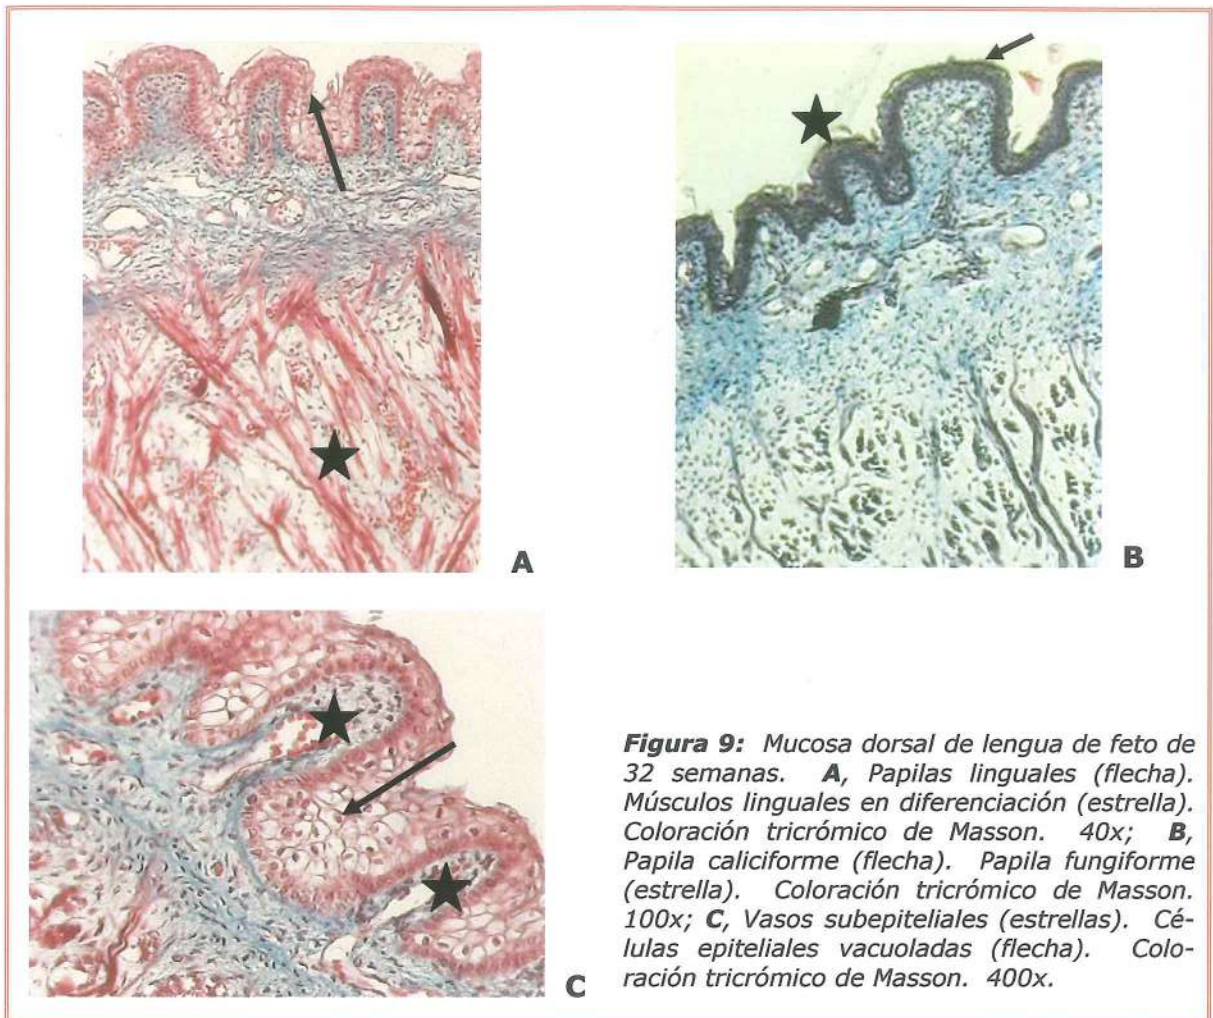 A
B
C
Figura 9: Mucosa dorsal de lengua de feto de
32 semanas. A, Papilas linguales (flecha).
Músculos linguales en diferenciación (estrella).
Coloración tricrómico de Masson. 40x; B,
Papila caliciforme (flecha). Papila fungiforme
(estrella). Coloración tricrómico de Masson.
100x; C, Vasos subepiteliales (estrellas). Cé-
lulas epiteliales vacuoladas (flecha). Colo-
ración tricrómico de Masson. 400x.